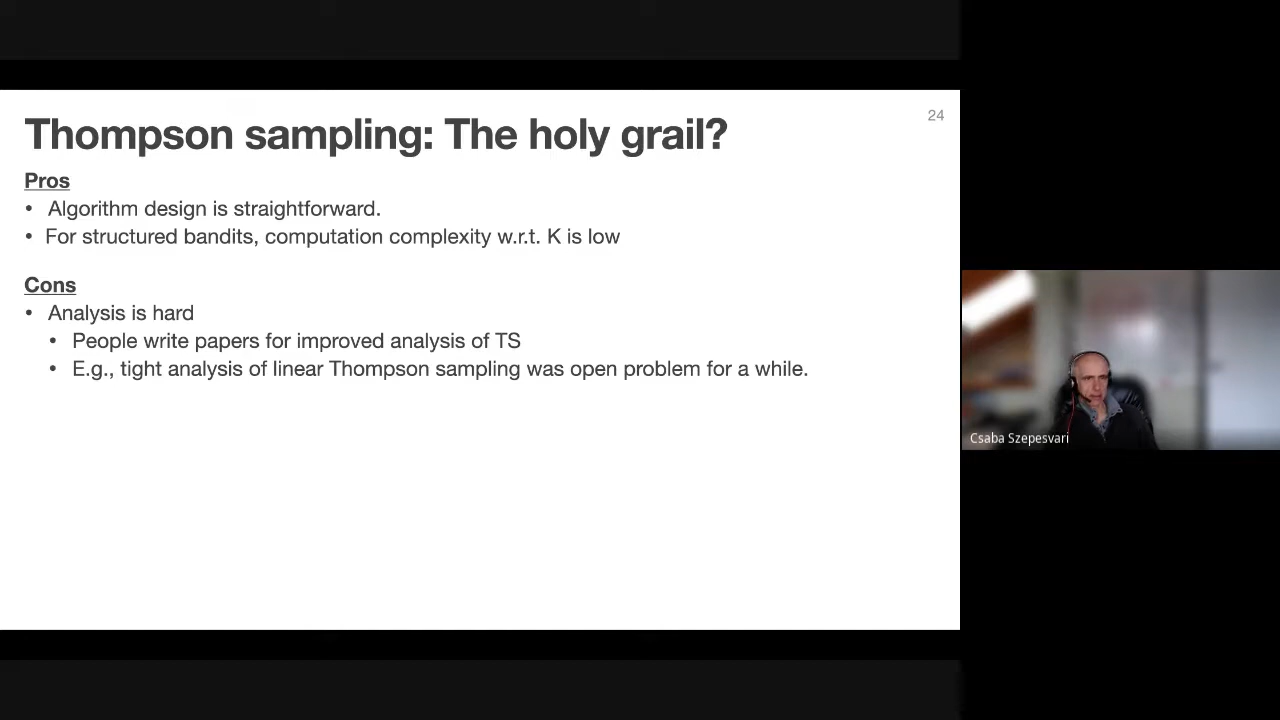 24
Thompson sampling: The holy grail?
Pros
• Algorithm design is straightforward.
• For structured bandits, computation complexity w.r.t. K is low
Cons
• Analysis is hard
• People write papers for improved analysis of TS
• E.g., tight analysis of linear Thompson sampling was open problem for a while.
Csaba Szepesvari